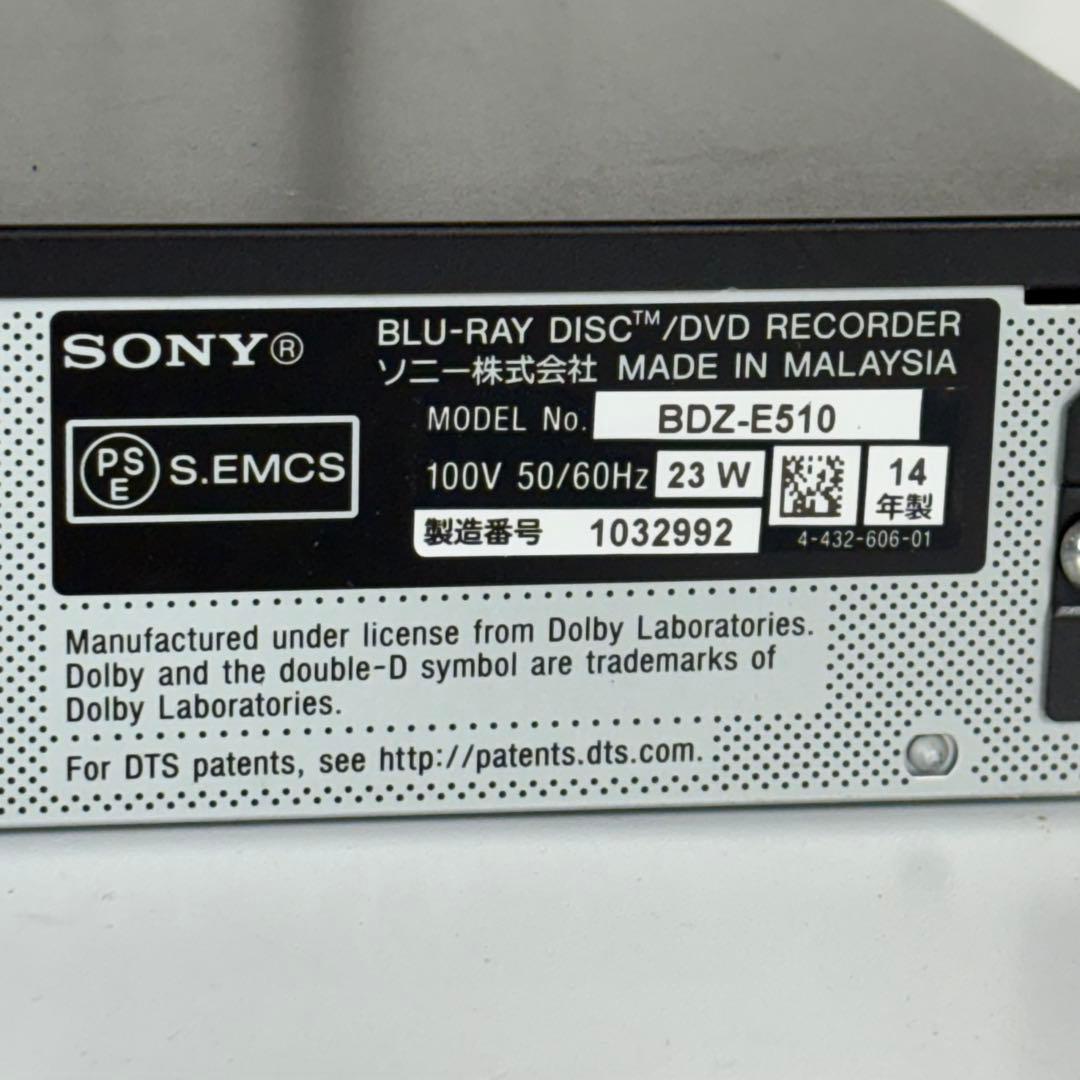 SONY®
BLU-RAY DISC™/DVD RECORDER
ソニー株式会社 MADE IN MALAYSIA
MODEL No. BDZ-E510
PSE S.EMCS
100V 50/60Hz 23 W
14年製
製造番号 1032992
4-432-606-01
Manufactured under license from Dolby Laboratories.
Dolby and the double-D symbol are trademarks of
Dolby Laboratories.
For DTS patents, see http://patents.dts.com.